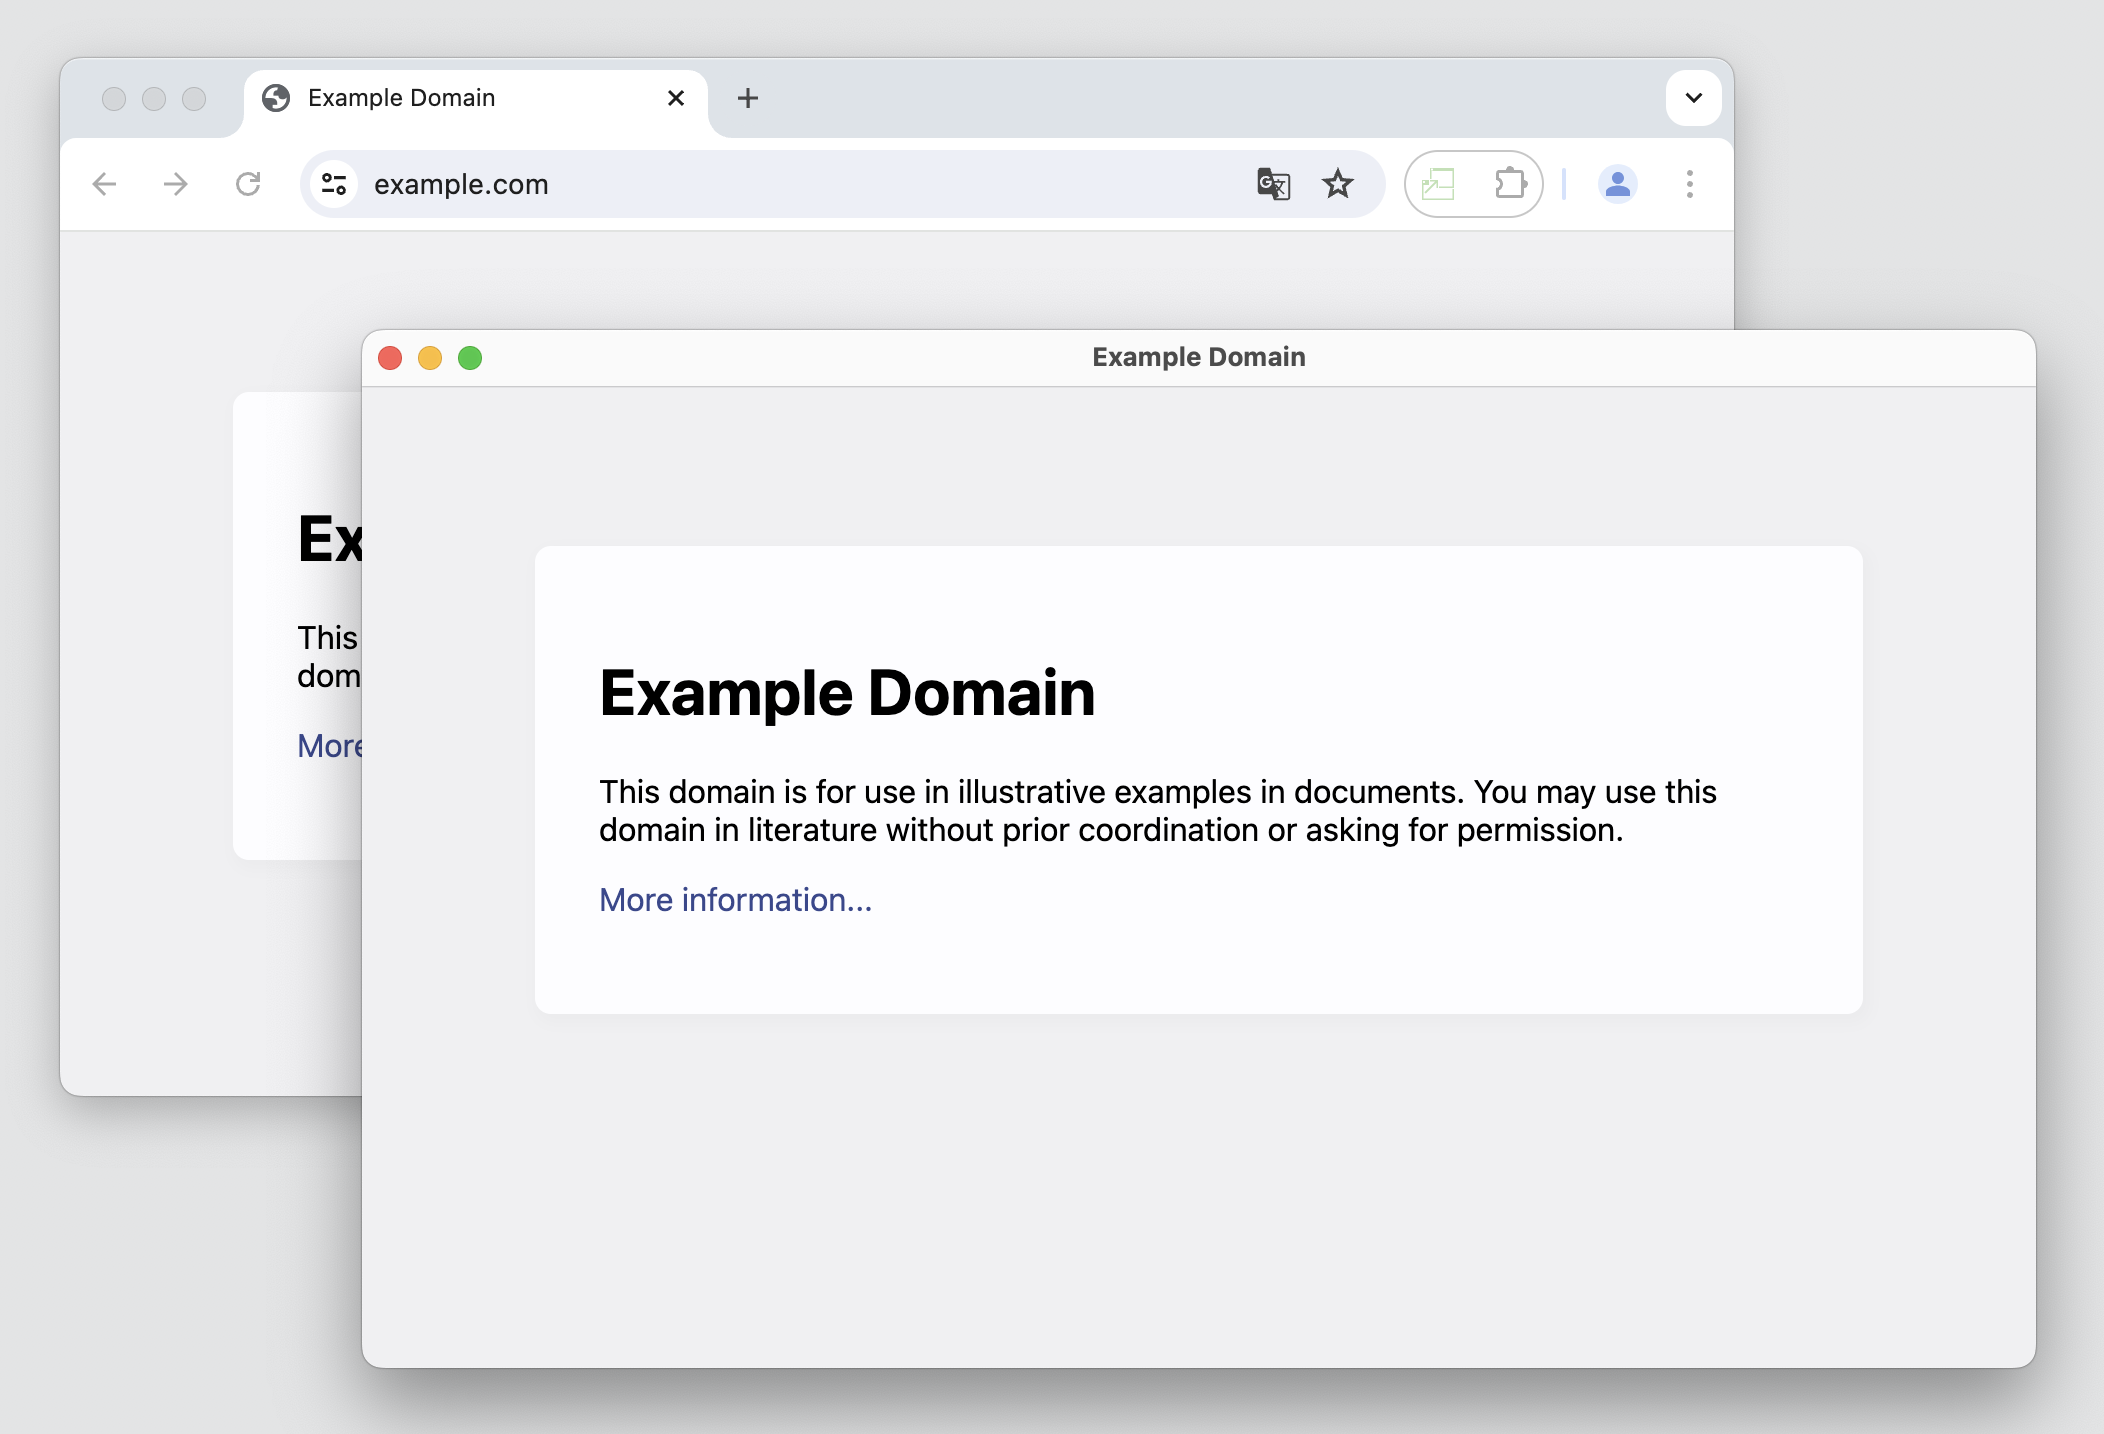 Example Domain
example.com
Ex
This
dom
More
Example Domain
Example Domain
This domain is for use in illustrative examples in documents. You may use this
domain in literature without prior coordination or asking for permission.
More information...